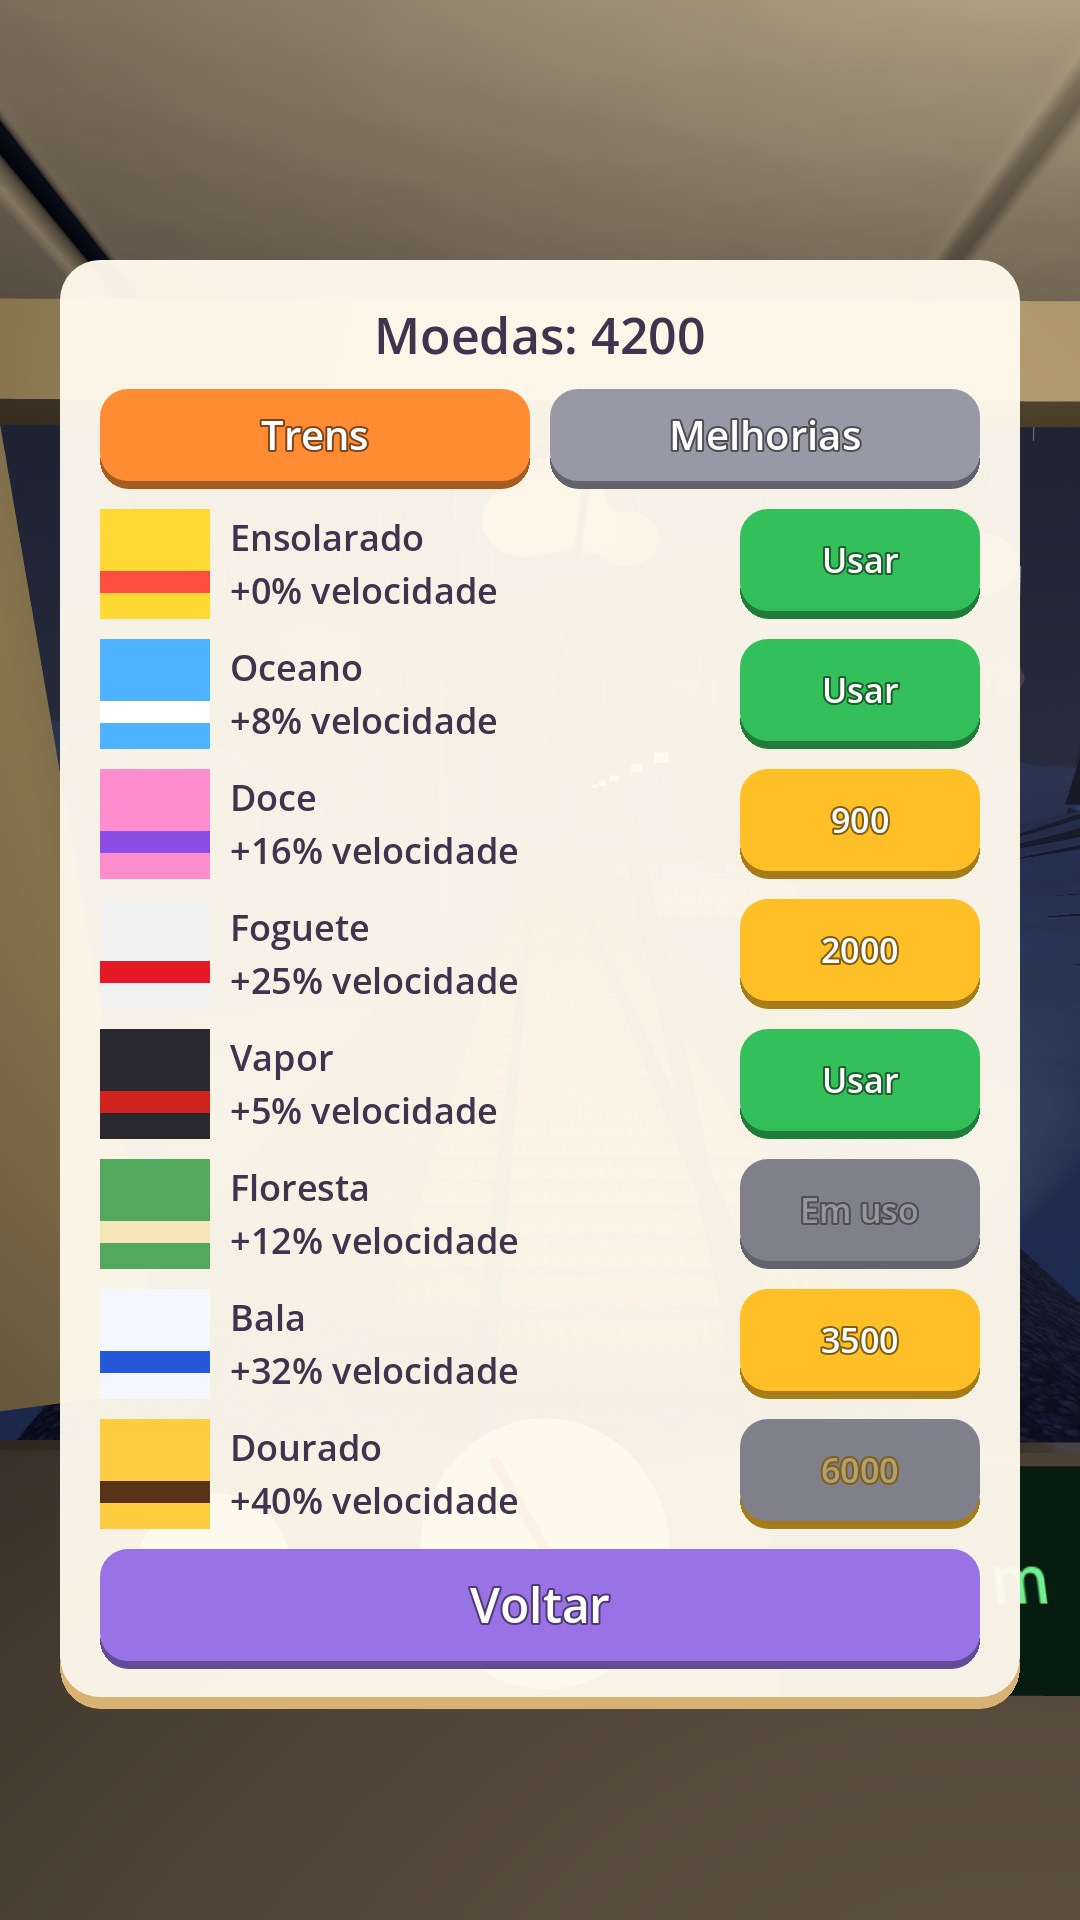 Moedas: 4200
Trens
Melhorias
Ensolarado
+0% velocidade
Usar
Oceano
+8% velocidade
Usar
Doce
+16% velocidade
900
Foguete
+25% velocidade
2000
Vapor
+5% velocidade
Usar
Floresta
+12% velocidade
Em uso
Bala
+32% velocidade
3500
Dourado
+40% velocidade
6000
m
Voltar